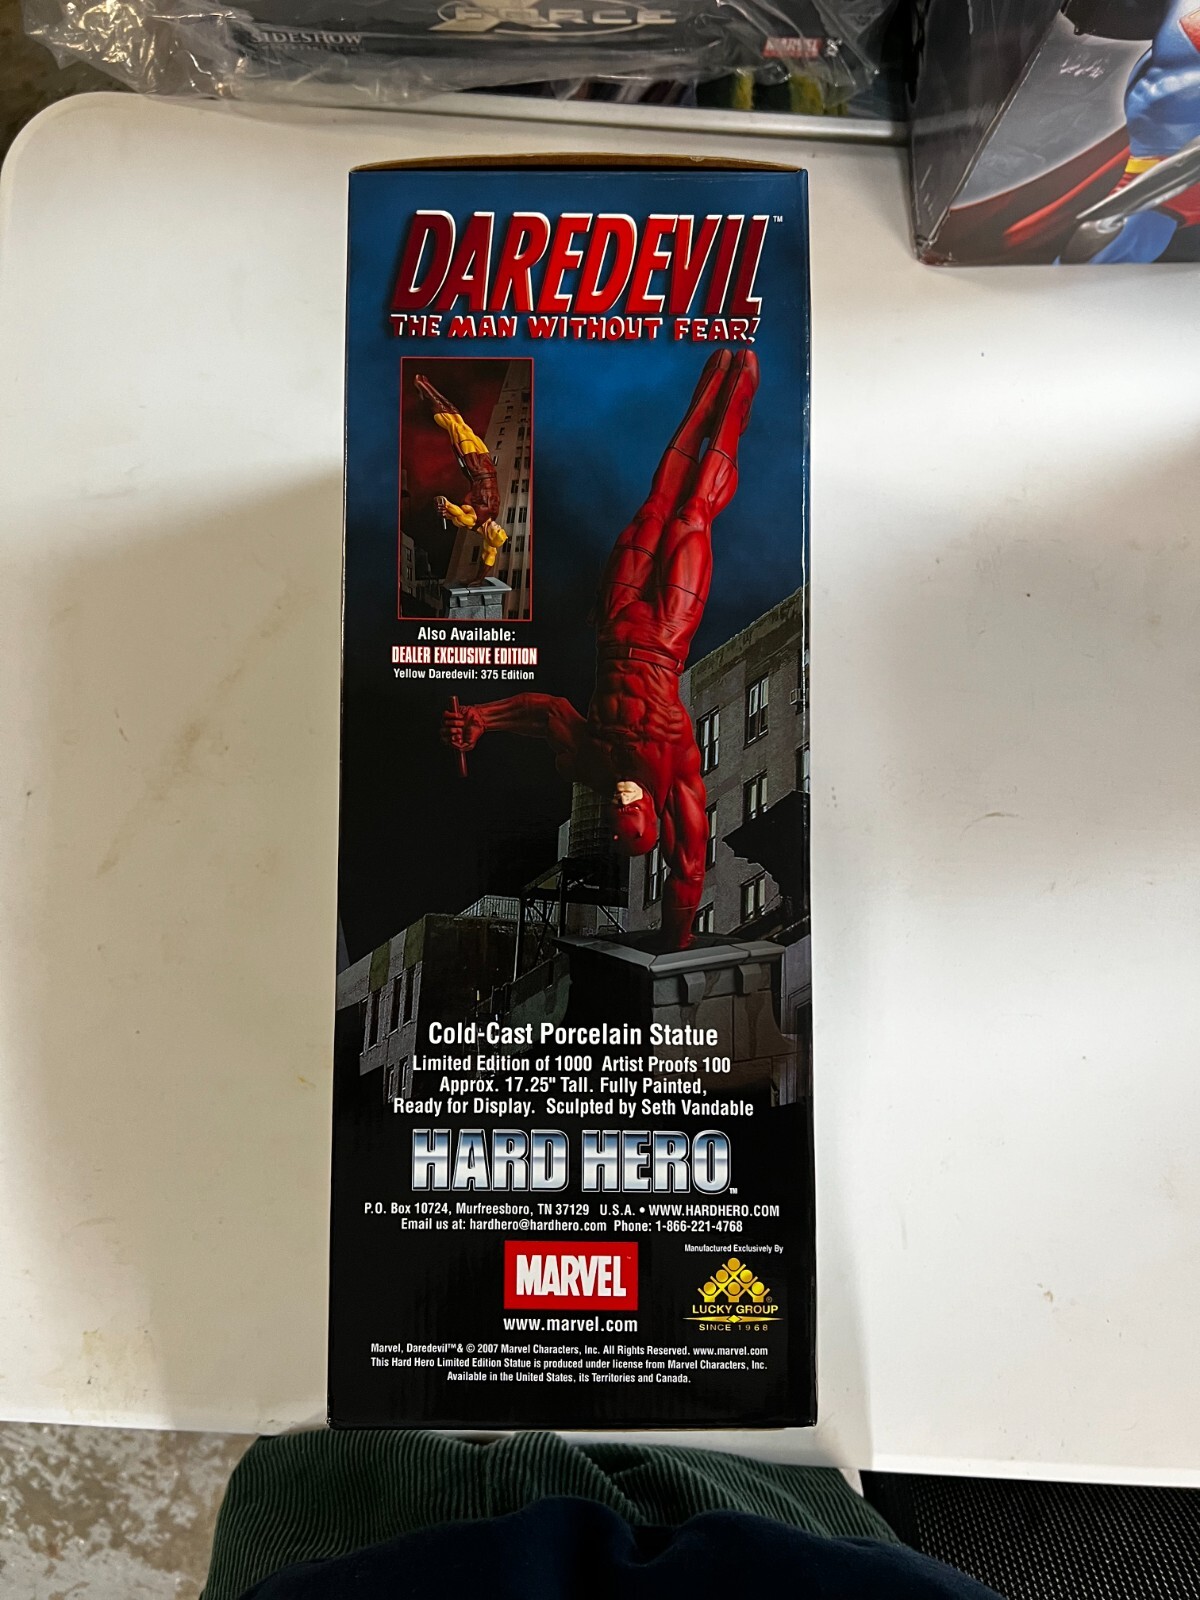 X FORCE
SIDESHOW
MARVEL
DAREDEVIL™
THE MAN WITHOUT FEAR!
Also Available:
DEALER EXCLUSIVE EDITION
Yellow Daredevil: 375 Edition
Cold-Cast Porcelain Statue
Limited Edition of 1000 Artist Proofs 100
Approx. 17.25" Tall. Fully Painted,
Ready for Display. Sculpted by Seth Vandable
HARD HERO™
P.O. Box 10724, Murfreesboro, TN 37129 U.S.A. • WWW.HARDHERO.COM
Email us at: hardhero@hardhero.com Phone: 1-866-221-4768
Manufactured Exclusively By
MARVEL
LUCKY GROUP®
SINCE 1968
www.marvel.com
Marvel, Daredevil™& © 2007 Marvel Characters, Inc. All Rights Reserved. www.marvel.com
This Hard Hero Limited Edition Statue is produced under license from Marvel Characters, Inc.
Available in the United States, its Territories and Canada.